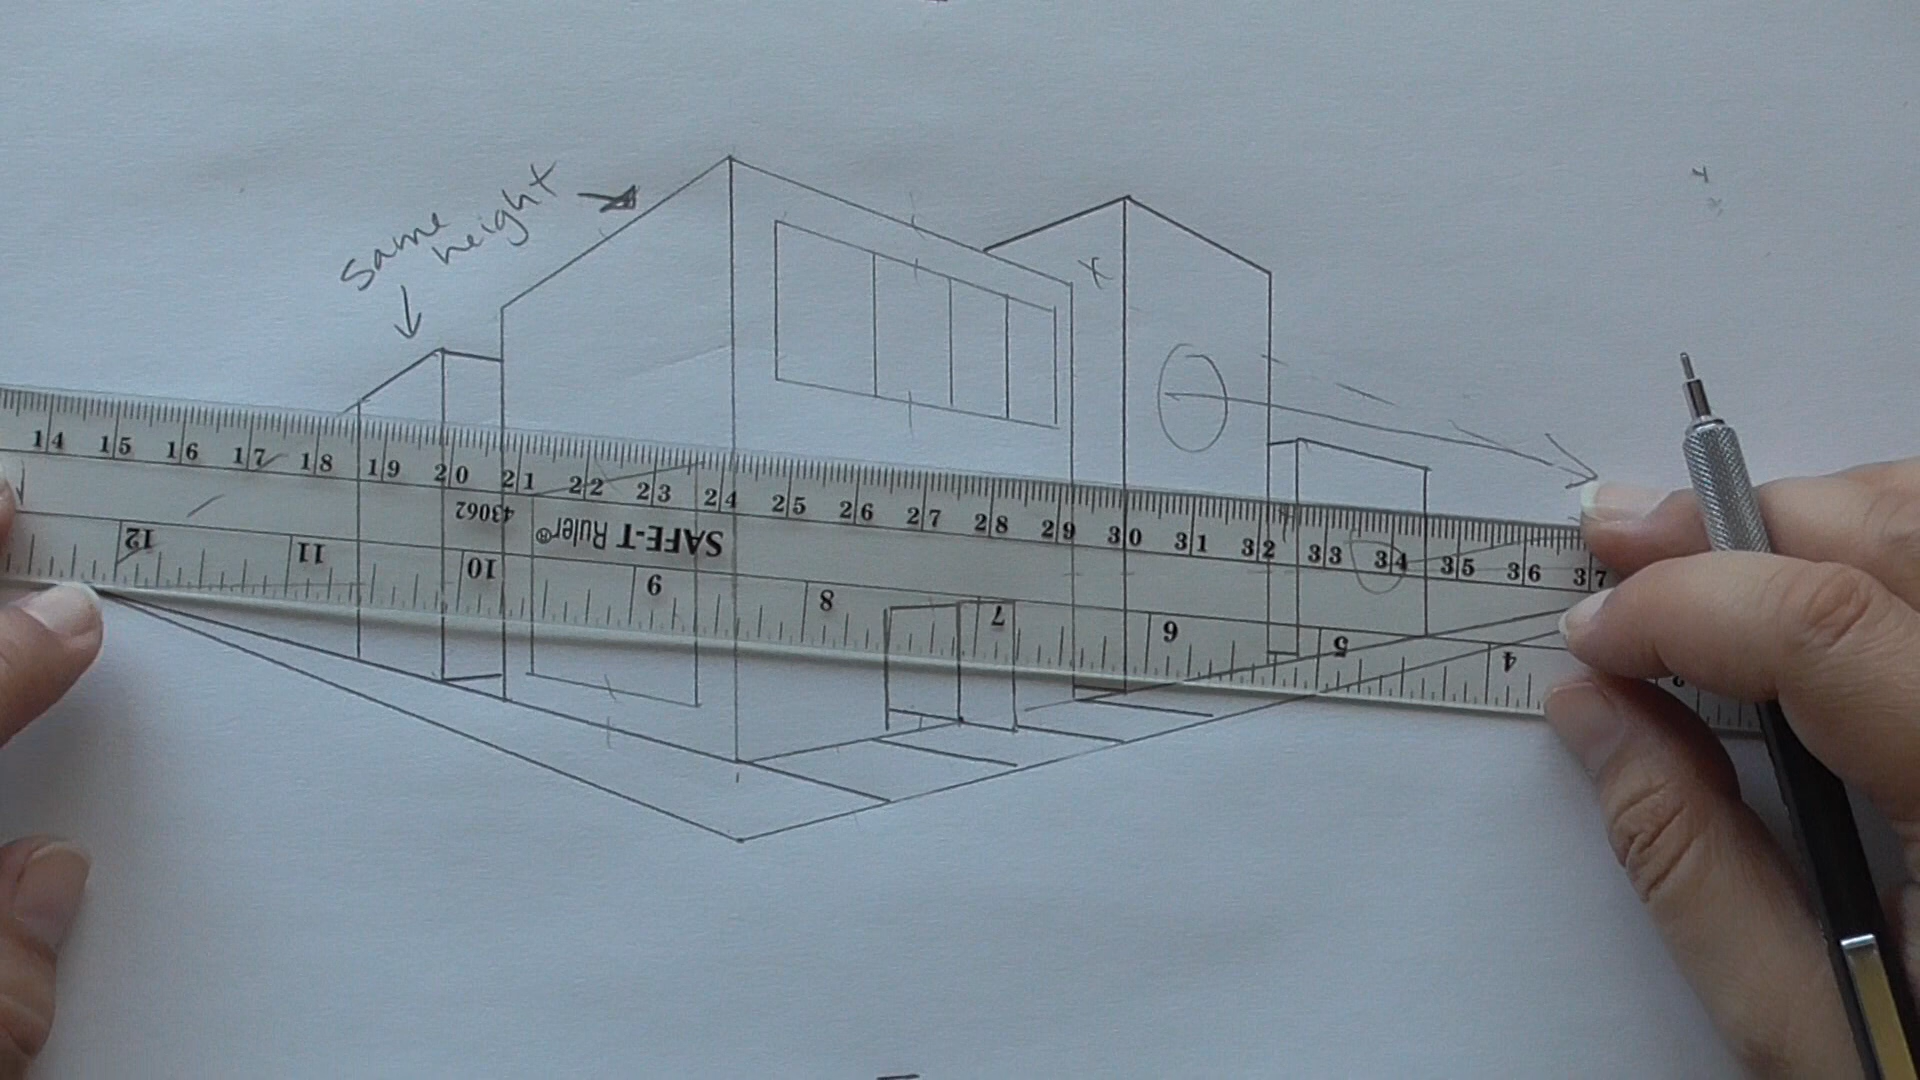 same
height
x
14 15 16 17 18 19 20 21 22 23 24 25 26 27 28 29 30 31 32 33 34 35 36 37
43062
SAFE-T Ruler®
12 11 10 9 8 7 6 5 4